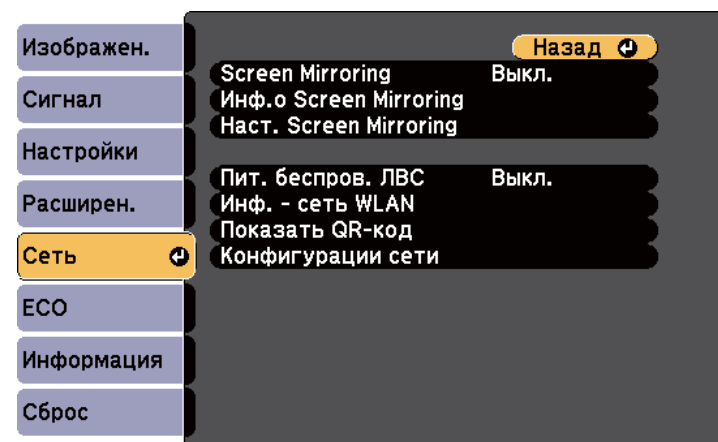 Изображен.
Сигнал
Настройки
Расширен.
Сеть
ECO
Информация
Сброс
Назад
Screen Mirroring Выкл.
Инф.о Screen Mirroring
Наст. Screen Mirroring
Пит. беспров. ЛВС Выкл.
Инф. - сеть WLAN
Показать QR-код
Конфигурации сети